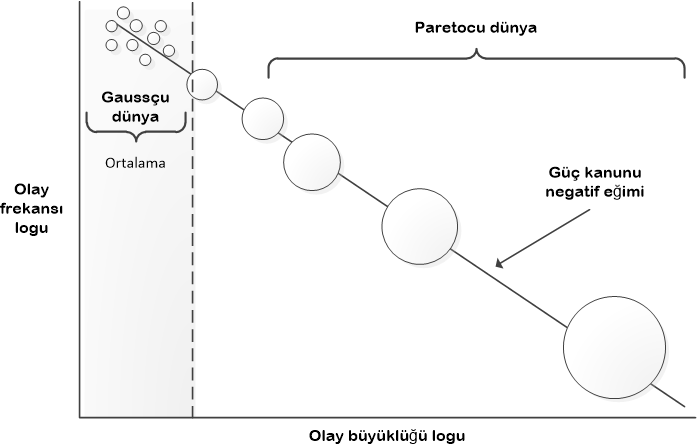 Paretocu dünya
Gaussçu
dünya
Ortalama
Güç kanunu
negatif eğimi
Olay
frekansı
logu
Olay büyüklüğü logu